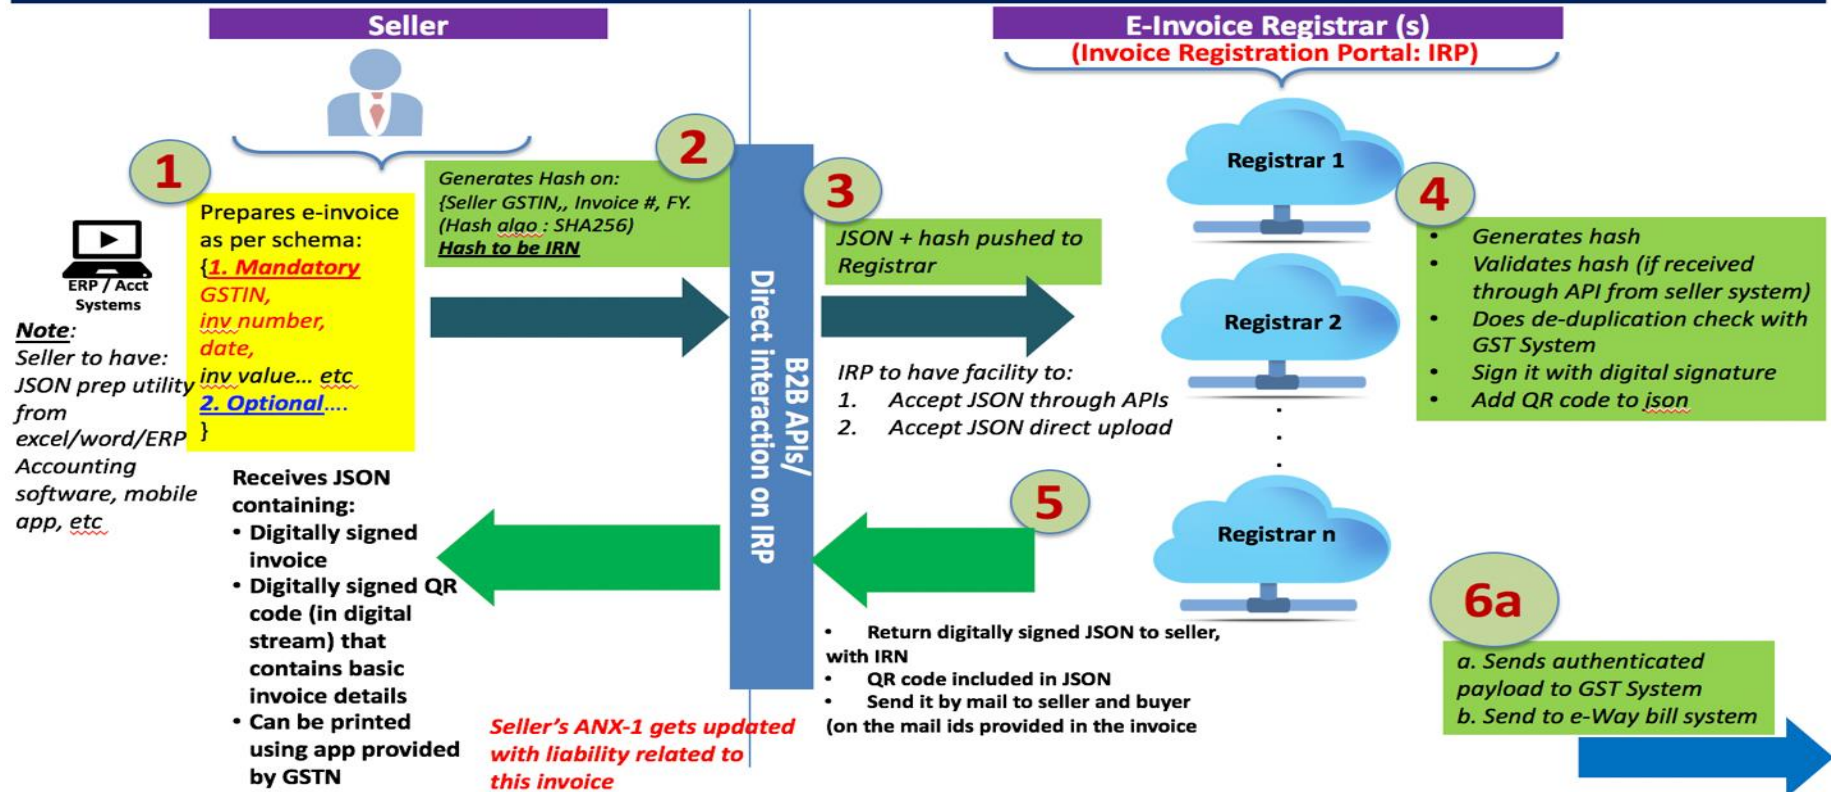 Seller
E-Invoice Registrar (s)
(Invoice Registration Portal: IRP)
1
Prepares e-invoice
as per schema:
{1. Mandatory
GSTIN,
inv number,
date,
inv value... etc
2. Optional....
}
ERP / Acct
Systems
Note:
Seller to have:
JSON prep utility
from
excel/word/ERP
Accounting
software, mobile
app, etc
2
Generates Hash on:
{Seller GSTIN,, Invoice #, FY.
(Hash algo : SHA256)
Hash to be IRN
B2B APIs/
Direct interaction on IRP
3
JSON + hash pushed to
Registrar
IRP to have facility to:
1. Accept JSON through APIs
2. Accept JSON direct upload
Registrar 1
Registrar 2
Registrar n
4
• Generates hash
• Validates hash (if received
through API from seller system)
• Does de-duplication check with
GST System
• Sign it with digital signature
• Add QR code to json
5
• Return digitally signed JSON to seller,
with IRN
• QR code included in JSON
• Send it by mail to seller and buyer
(on the mail ids provided in the invoice
Receives JSON
containing:
• Digitally signed
invoice
• Digitally signed QR
code (in digital
stream) that
contains basic
invoice details
• Can be printed
using app provided
by GSTN
Seller's ANX-1 gets updated
with liability related to
this invoice
6a
a. Sends authenticated
payload to GST System
b. Send to e-Way bill system